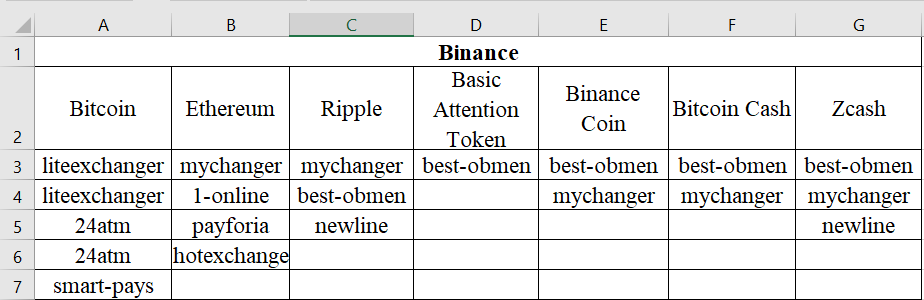 A B C D E F G
1 Binance
2 Bitcoin Ethereum Ripple Basic Attention Token Binance Coin Bitcoin Cash Zcash
3 liteexchanger mychanger mychanger best-obmen best-obmen best-obmen best-obmen
4 liteexchanger 1-online best-obmen mychanger mychanger mychanger
5 24atm payforia newline newline
6 24atm hotexchange
7 smart-pays